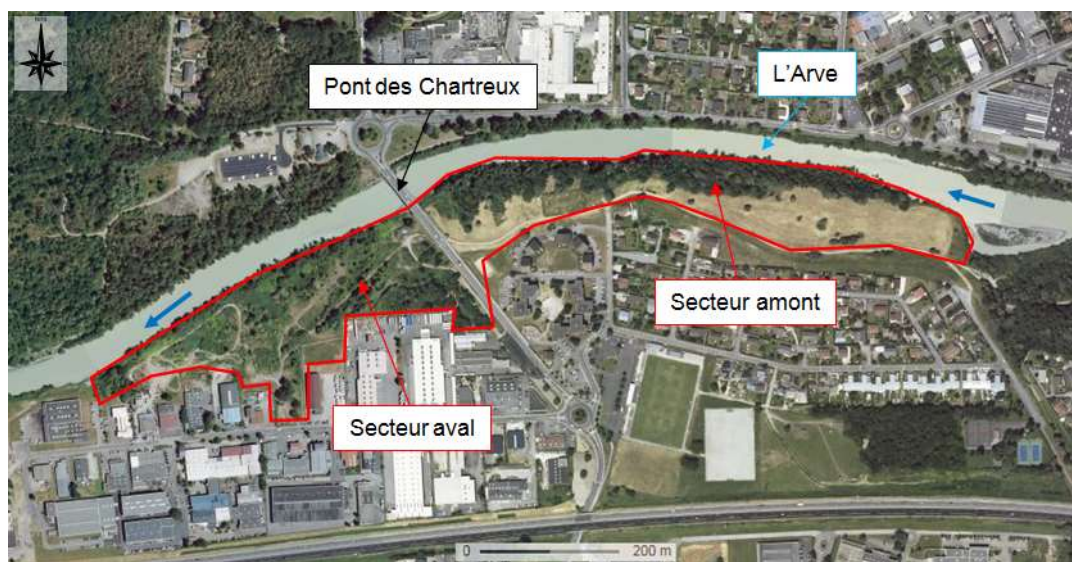 L'Arve
Pont des Chartreux
Secteur amont
Secteur aval
0 200 m